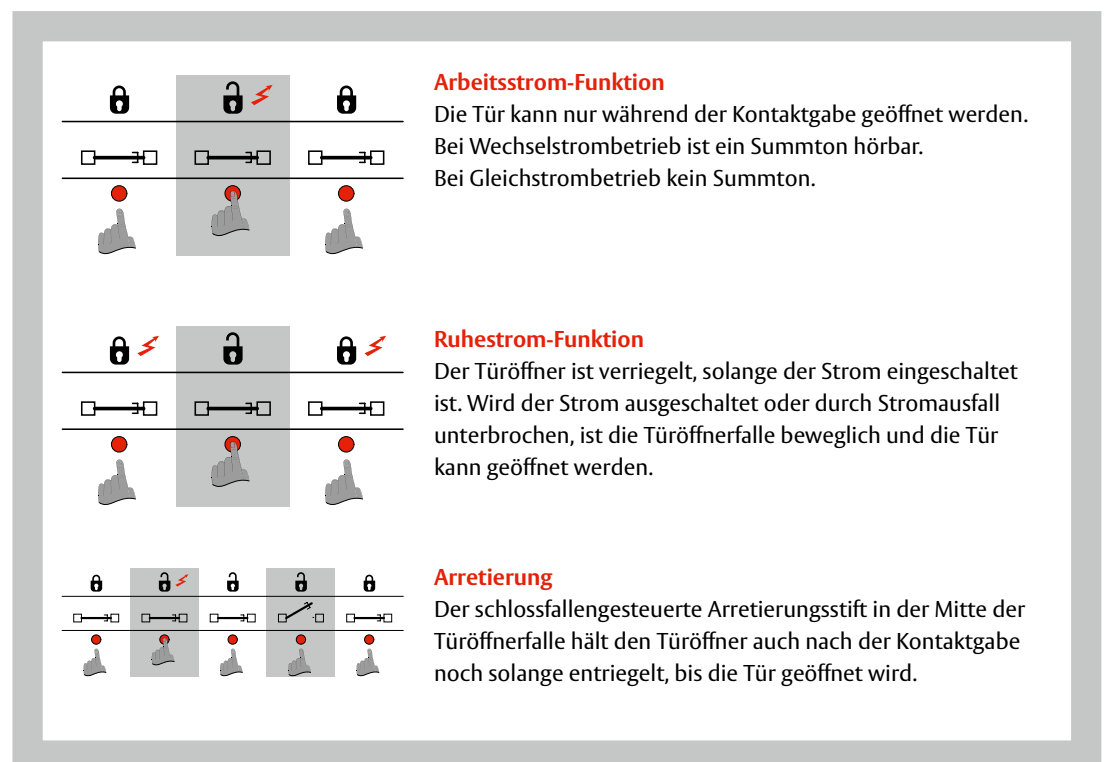 Arbeitsstrom-Funktion
Die Tür kann nur während der Kontaktgabe geöffnet werden.
Bei Wechselstrombetrieb ist ein Summton hörbar.
Bei Gleichstrombetrieb kein Summton.
Ruhestrom-Funktion
Der Türöffner ist verriegelt, solange der Strom eingeschaltet
ist. Wird der Strom ausgeschaltet oder durch Stromausfall
unterbrochen, ist die Türöffnerfalle beweglich und die Tür
kann geöffnet werden.
Arretierung
Der schlossfallengesteuerte Arretierungsstift in der Mitte der
Türöffnerfalle hält den Türöffner auch nach der Kontaktgabe
noch solange entriegelt, bis die Tür geöffnet wird.